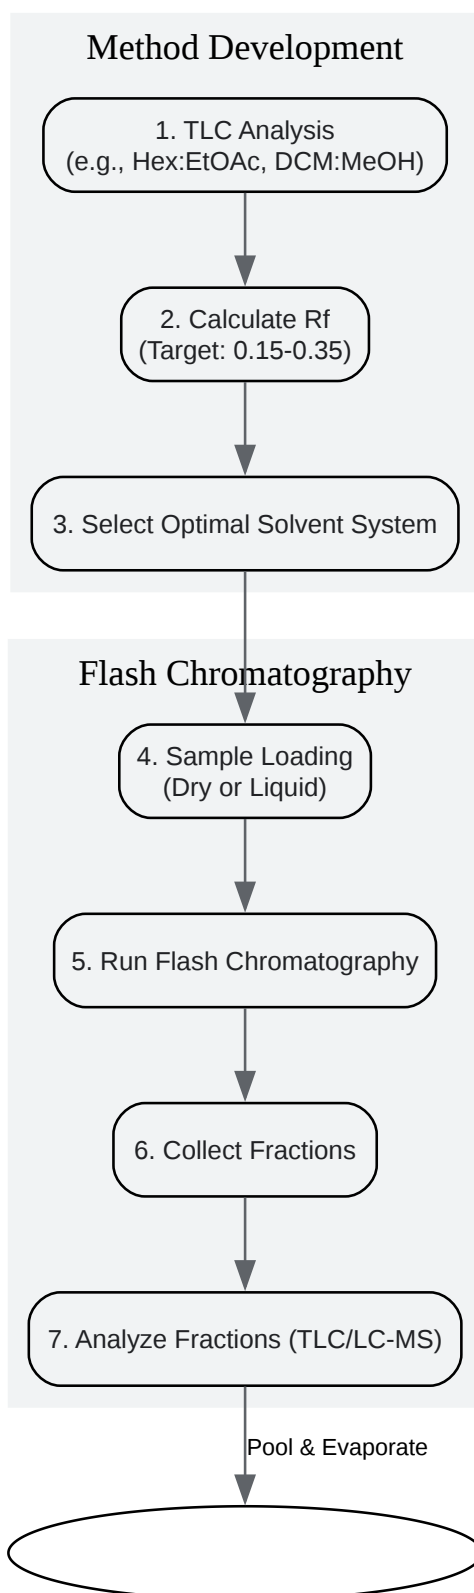 Method Development
1. TLC Analysis
(e.g., Hex:EtOAc, DCM:MeOH)
2. Calculate Rf
(Target: 0.15-0.35)
3. Select Optimal Solvent System
Flash Chromatography
4. Sample Loading
(Dry or Liquid)
5. Run Flash Chromatography
6. Collect Fractions
7. Analyze Fractions (TLC/LC-MS)
Pool & Evaporate